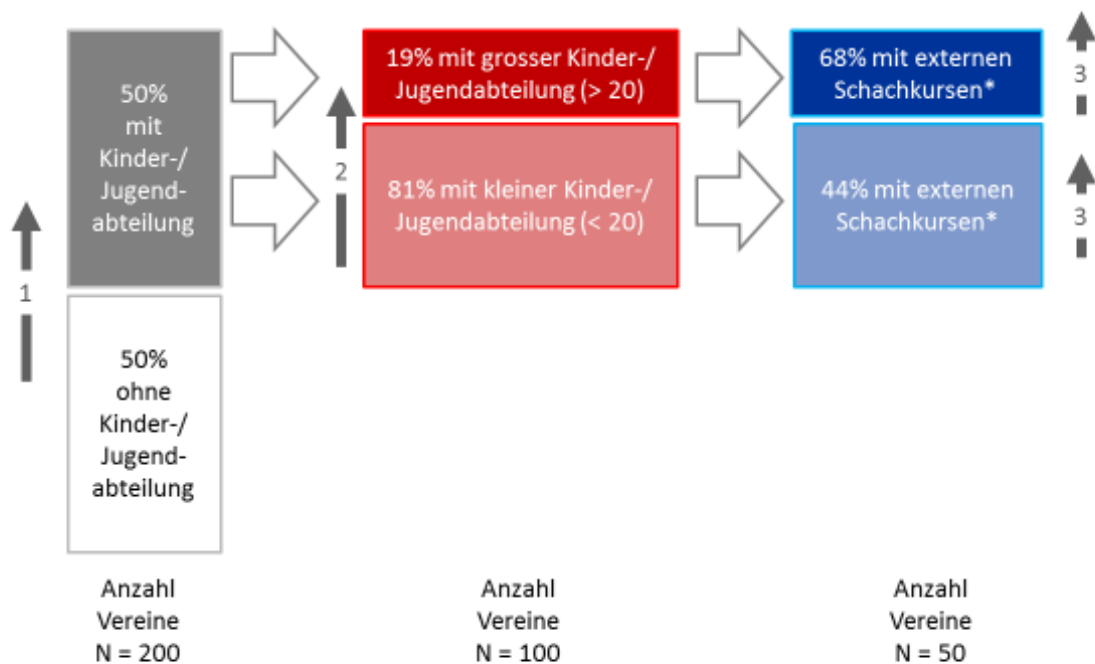 50%
mit
Kinder-/
Jugend-
abteilung
50%
ohne
Kinder-/
Jugend-
abteilung
1
19% mit grosser Kinder-/
Jugendabteilung (> 20)
81% mit kleiner Kinder-/
Jugendabteilung (< 20)
2
68% mit externen
Schachkursen*
44% mit externen
Schachkursen*
3
3
Anzahl
Vereine
N = 200
Anzahl
Vereine
N = 100
Anzahl
Vereine
N = 50